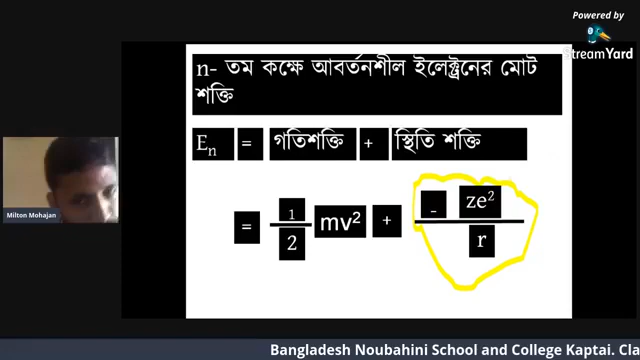 Powered by
StreamYard
n- তম কক্ষে আবর্তনশীল ইলেক্ট্রনের মোট
শক্তি
Eₙ = গতিশক্তি + স্থিতি শক্তি
= 1/2 mv² + - ze²/r
Milton Mohajan
Bangladesh Noubahini School and College Kaptai. Cla